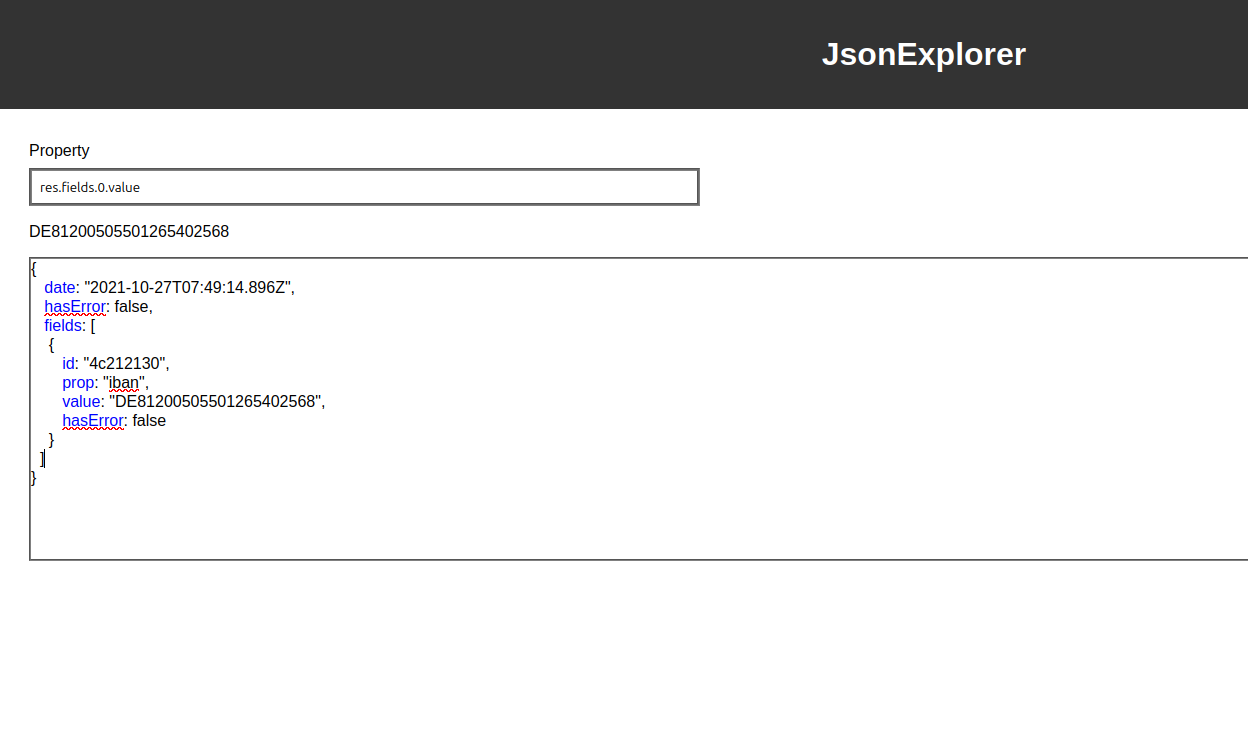 JsonExplorer
Property
res.fields.0.value
DE81200505501265402568
{
date: "2021-10-27T07:49:14.896Z",
hasError: false,
fields: [
{
id: "4c212130",
prop: "iban",
value: "DE81200505501265402568",
hasError: false
}
]
}